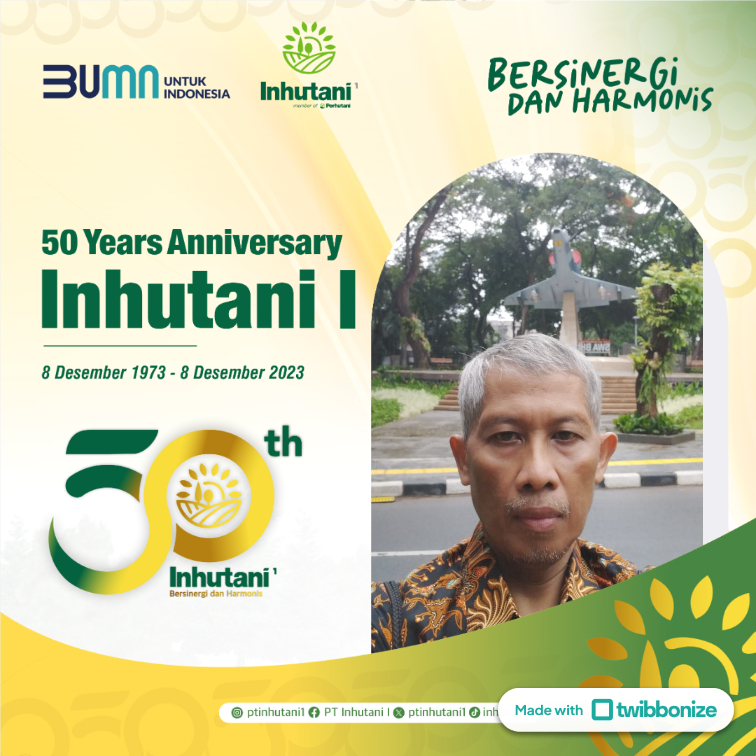 BUMN UNTUK
INDONESIA
Inhutani 1
member of Perhutani
BERSINERGI
DAN HARMONIS
50 Years Anniversary
Inhutani I
8 Desember 1973 - 8 Desember 2023
50th
Inhutani 1
Bersinergi dan Harmonis
ptinhutani1 PT Inhutani I ptinhutani1 inh
Made with twibbonize